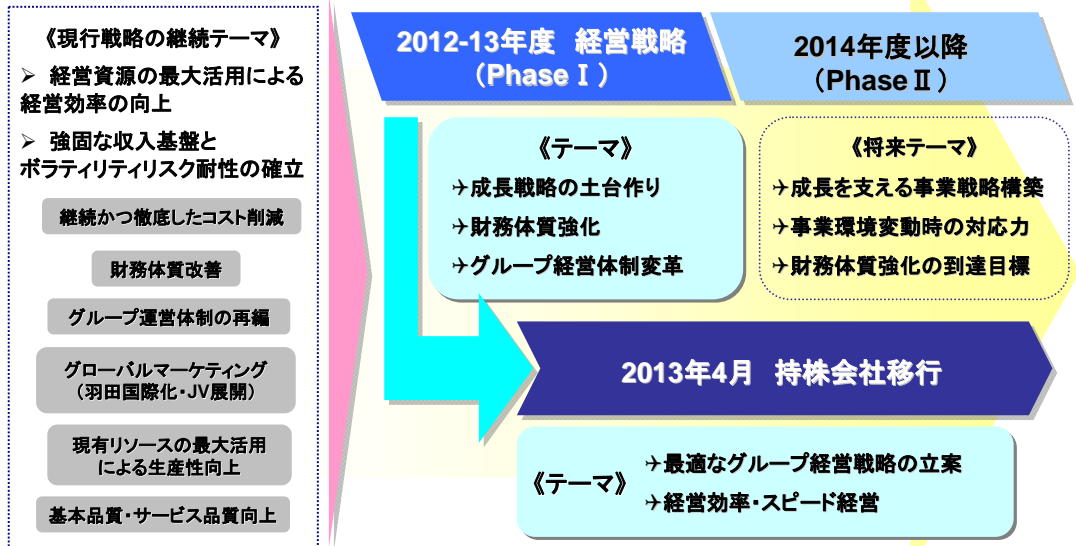 《現行戦略の継続テーマ》
➢ 経営資源の最大活用による
経営効率の向上
➢ 強固な収入基盤と
ボラティリティリスク耐性の確立
継続かつ徹底したコスト削減
財務体質改善
グループ運営体制の再編
グローバルマーケティング
（羽田国際化・JV展開）
現有リソースの最大活用
による生産性向上
基本品質・サービス品質向上
2012-13年度 経営戦略
（PhaseⅠ）
2014年度以降
（PhaseⅡ）
《テーマ》
✈成長戦略の土台作り
✈財務体質強化
✈グループ経営体制変革
《将来テーマ》
✈成長を支える事業戦略構築
✈事業環境変動時の対応力
✈財務体質強化の到達目標
2013年4月 持株会社移行
《テーマ》
✈最適なグループ経営戦略の立案
✈経営効率・スピード経営